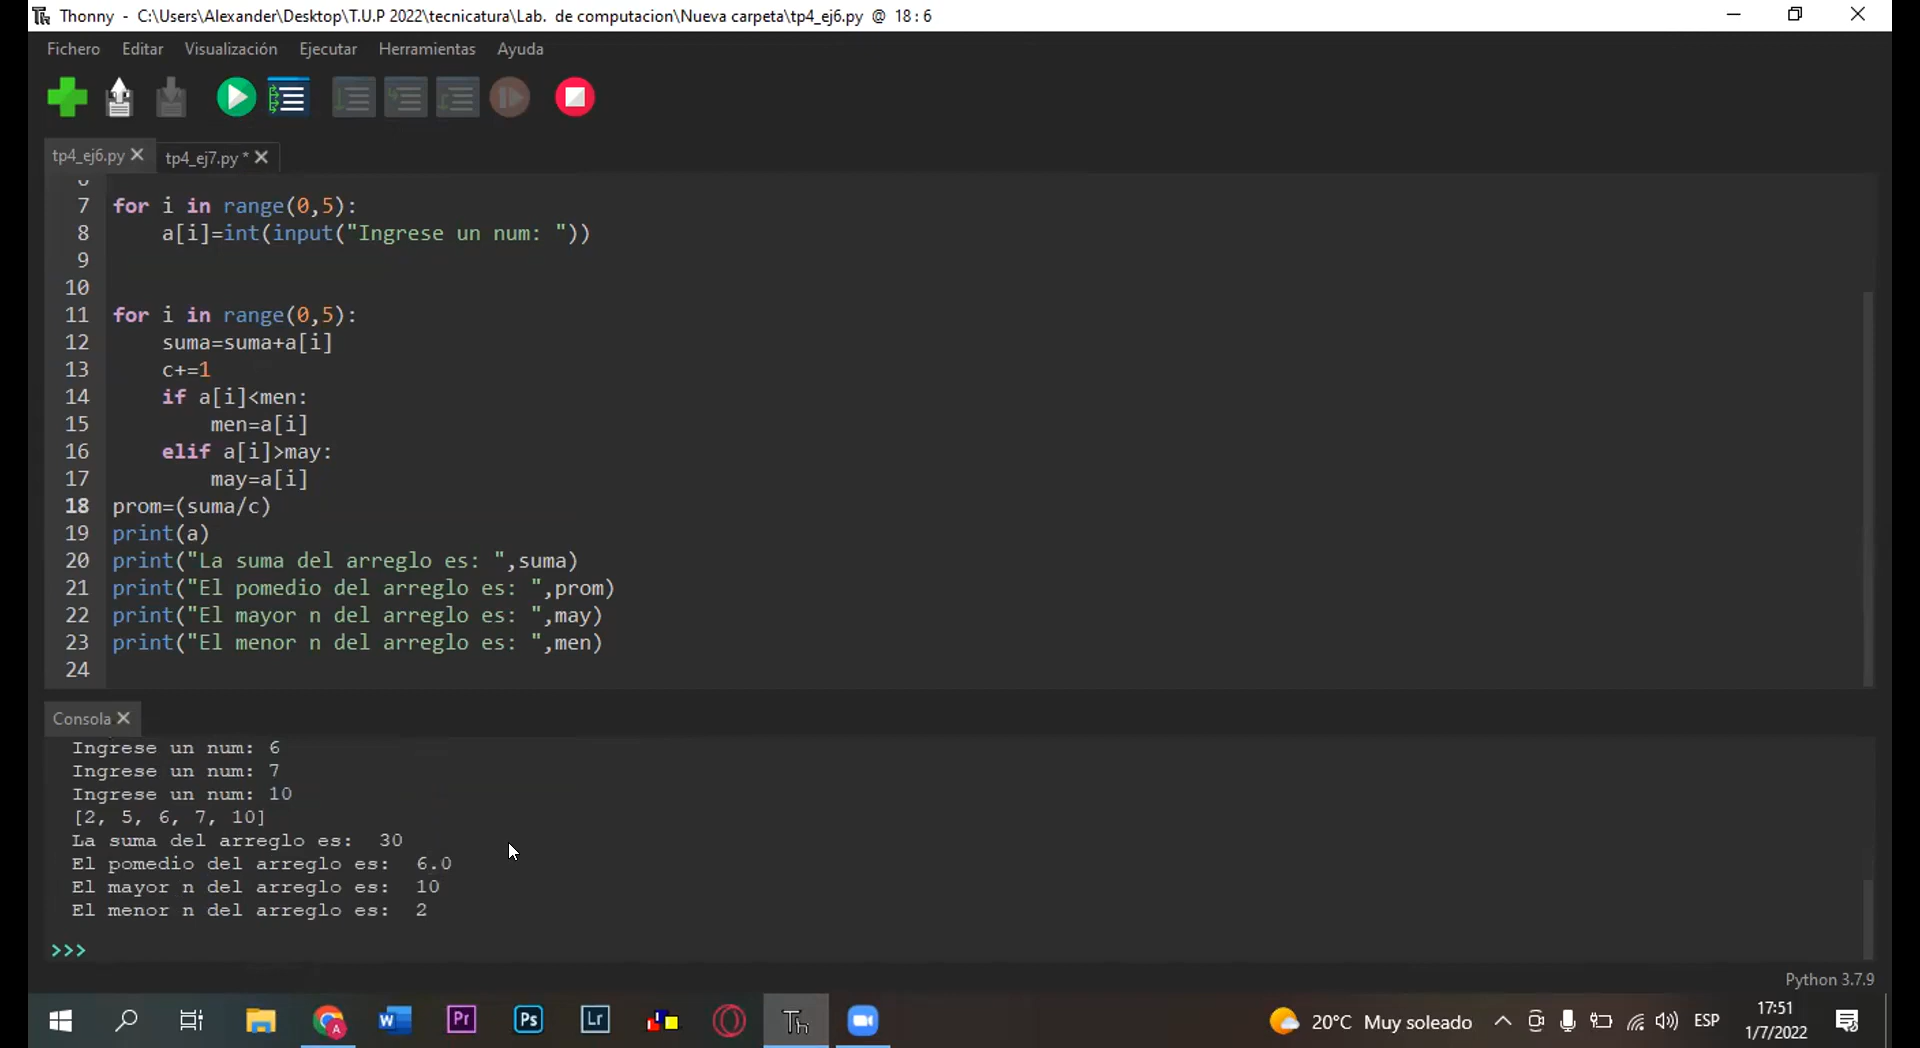 Th Thonny - C:\Users\Alexander\Desktop\T.U.P 2022\tecnicatura\Lab. de computacion\Nueva carpeta\tp4_ej6.py @ 18:6
Fichero Editar Visualización Ejecutar Herramientas Ayuda
tp4_ej6.py tp4_ej7.py *
6
7 for i in range(0,5):
8     a[i]=int(input("Ingrese un num: "))
9
10
11 for i in range(0,5):
12     suma=suma+a[i]
13     c+=1
14     if a[i]<men:
15         men=a[i]
16     elif a[i]>may:
17         may=a[i]
18 prom=(suma/c)
19 print(a)
20 print("La suma del arreglo es: ",suma)
21 print("El pomedio del arreglo es: ",prom)
22 print("El mayor n del arreglo es: ",may)
23 print("El menor n del arreglo es: ",men)
24
Consola
Ingrese un num: 6
Ingrese un num: 7
Ingrese un num: 10
[2, 5, 6, 7, 10]
La suma del arreglo es:  30
El pomedio del arreglo es:  6.0
El mayor n del arreglo es:  10
El menor n del arreglo es:  2
>>>
Python 3.7.9
A W Pr Ps Lr Th 20°C Muy soleado ESP 17:51
1/7/2022